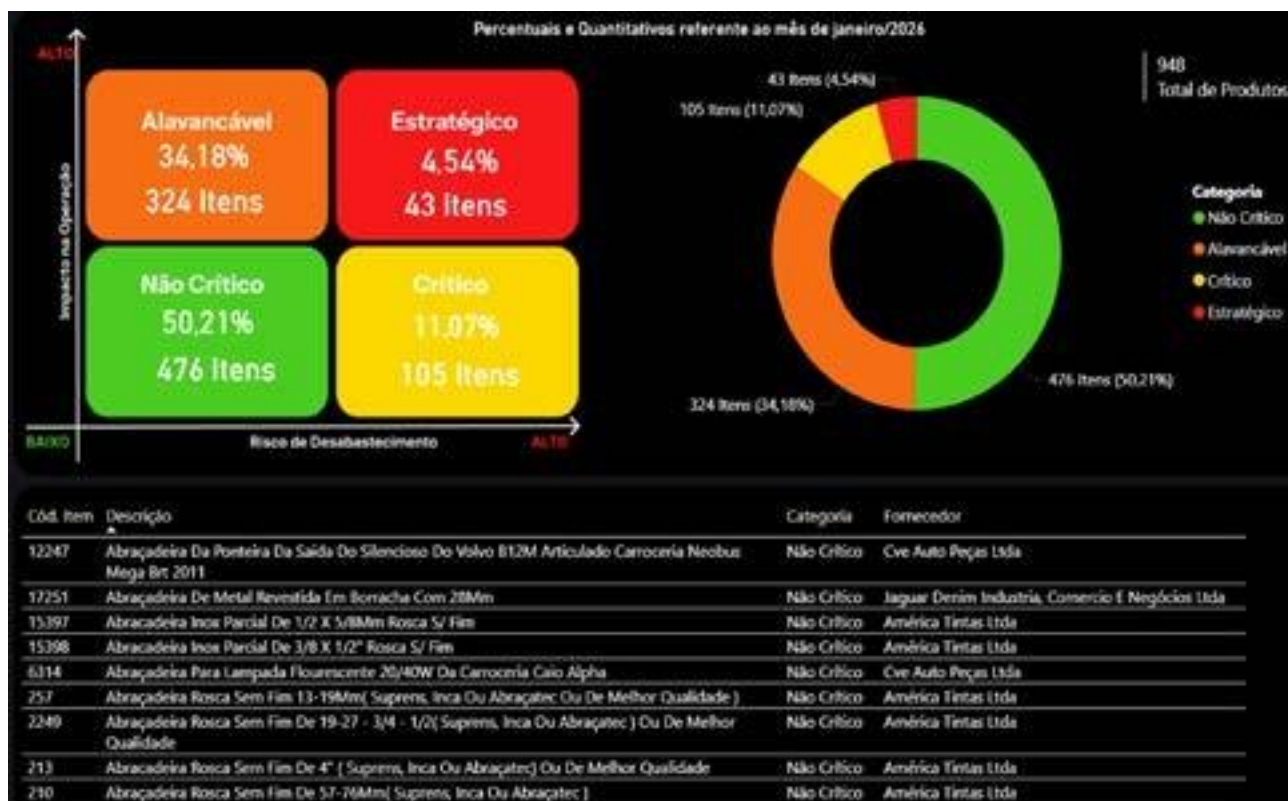 Percentuais e Quantitativos referente ao mês de janeiro/2026
ALTO
Impacto na Operação
Alavancável
34,18%
324 Itens
Estratégico
4,54%
43 Itens
Não Crítico
50,21%
476 Itens
Crítico
11,07%
105 Itens
BAIXO
Risco de Desabastecimento
ALTO
43 Itens (4,54%)
105 Itens (11,07%)
324 Itens (34,18%)
476 Itens (50,21%)
948
Total de Produtos
Categoria
Não Crítico
Alavancável
Crítico
Estratégico
Cód. Item Descrição Categoria Fornecedor
12247 Abraçadeira Da Ponteira Da Saída Do Silencioso Do Volvo B12M Articulado Carroceria Neobus Não Crítico Cve Auto Peças Ltda
Mega Brt 2011
17251 Abraçadeira De Metal Revestida Em Borracha Com 28Mm Não Crítico Jaguar Denim Industria, Comercio E Negócios Ltda
15397 Abracadeira Inox Parcial De 1/2 X 5/8Mm Rosca S/ Fim Não Crítico América Tintas Ltda
15398 Abracadeira Inox Parcial De 3/8 X 1/2" Rosca S/ Fim Não Crítico América Tintas Ltda
6314 Abraçadeira Para Lampada Flourescente 20/40W Da Carroceria Caio Alpha Não Crítico Cve Auto Peças Ltda
257 Abraçadeira Rosca Sem Fim 13-19Mm( Suprens, Inca Ou Abraçatec Ou De Melhor Qualidade ) Não Crítico América Tintas Ltda
2249 Abraçadeira Rosca Sem Fim De 19-27 - 3/4 - 1/2( Suprens, Inca Ou Abraçatec ) Ou De Melhor Não Crítico América Tintas Ltda
Qualidade
213 Abracadeira Rosca Sem Fim De 4" ( Suprens, Inca Ou Abraçatec) Ou De Melhor Qualidade Não Crítico América Tintas Ltda
210 Abraçadeira Rosca Sem Fim De 57-76Mm( Suprens, Inca Ou Abraçatec ) Não Crítico América Tintas Ltda